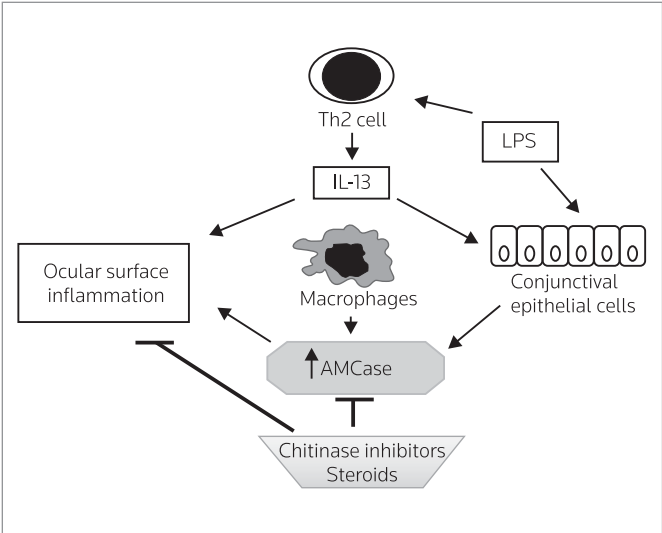 Th2 cell
LPS
IL-13
Ocular surface
inflammation
Macrophages
Conjunctival
epithelial cells
AMCase
Chitinase inhibitors
Steroids